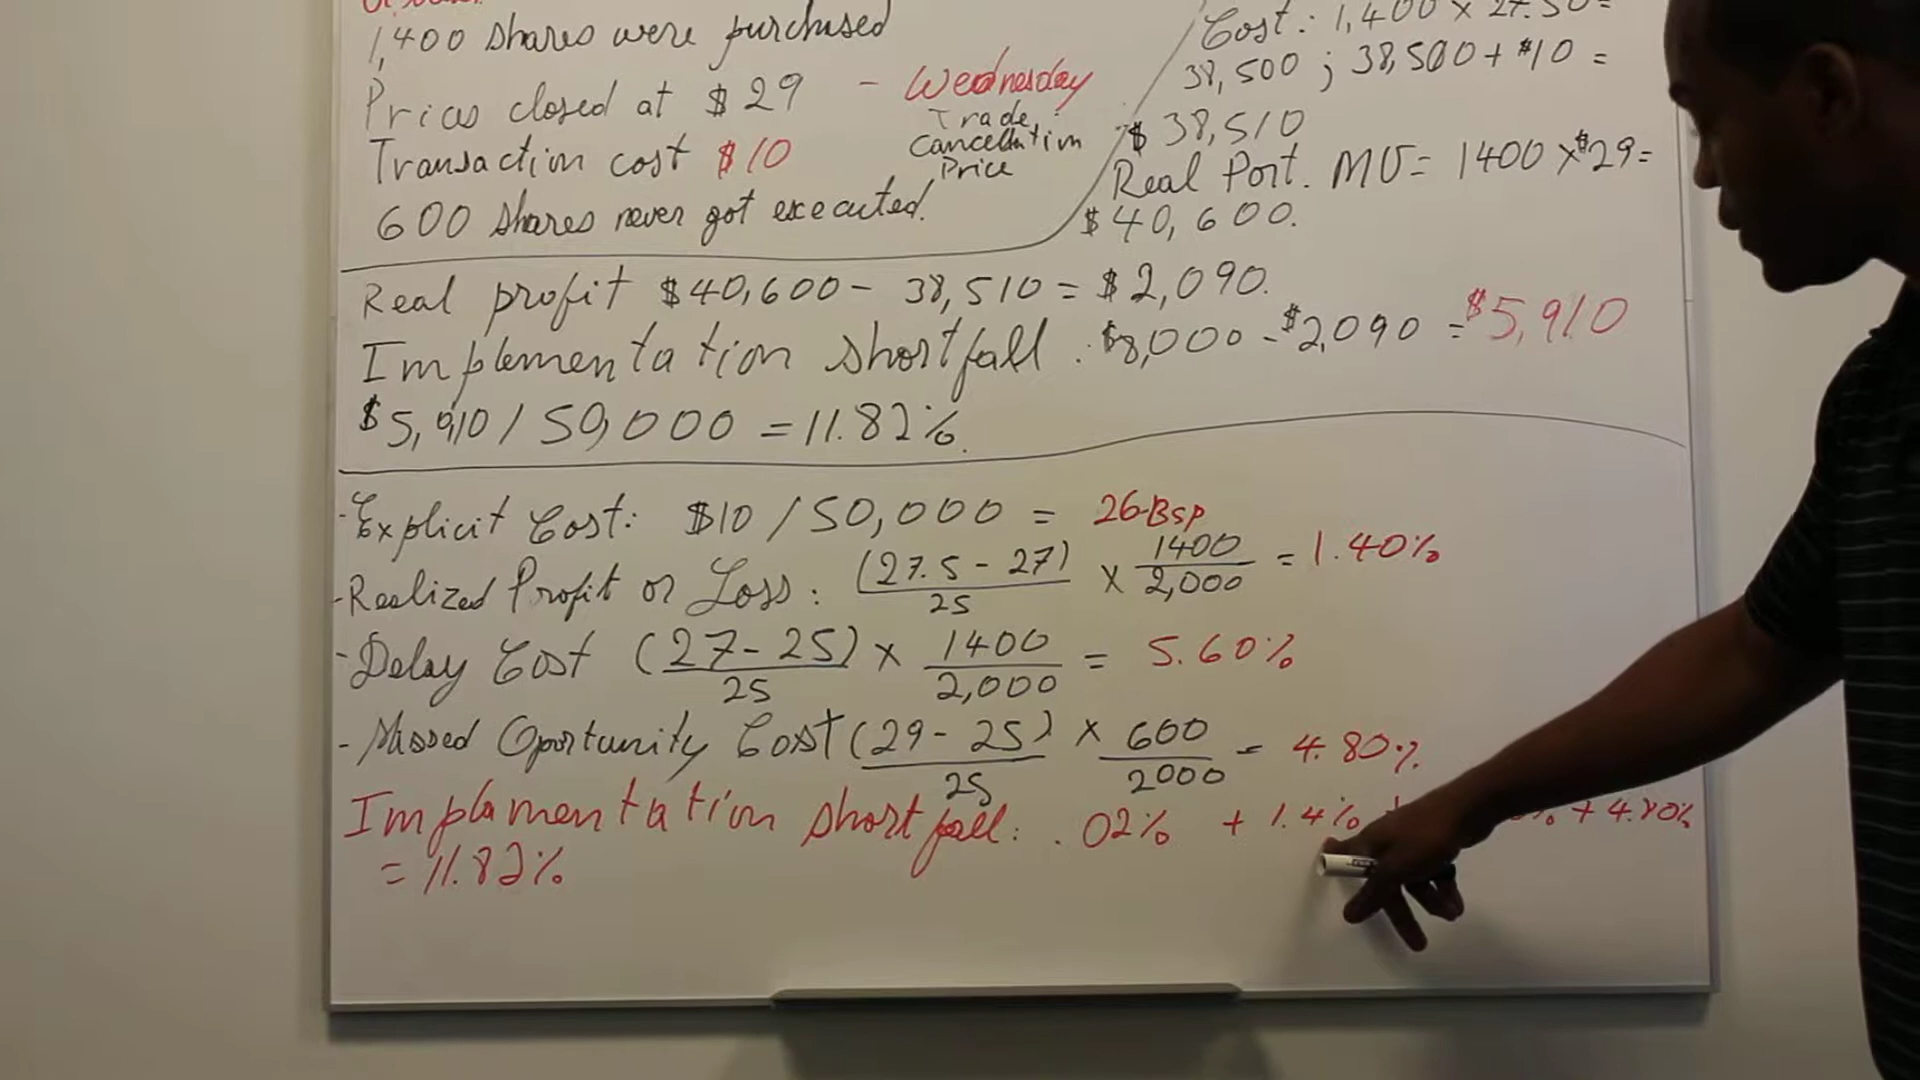 1,400 shares were purchased
Prices closed at $29 - Wednesday
Trade
Cancellation
Price
Transaction cost $10
600 shares never got executed.
Cost: 1,400 x 27.50=
38,500 ; 38,500 + $10 =
$38,510
Real Port. MV= 1400 x $29=
$40,600.
Real profit $40,600 - 38,510 = $2,090.
Implementation shortfall : $8,000 - $2,090 = $5,910
$5,910 / 50,000 = 11.82%.
- Explicit Cost: $10 / 50,000 = 26Bsp
- Realized Profit or Loss: (27.5 - 27) / 25 x 1400 / 2,000 = 1.40%
- Delay Cost (27 - 25) / 25 x 1400 / 2,000 = 5.60%
- Missed Oportunity Cost (29 - 25) / 25 x 600 / 2000 = 4.80%
Implamentation shortfall: .02% + 1.4% + 4.80%
= 11.82%